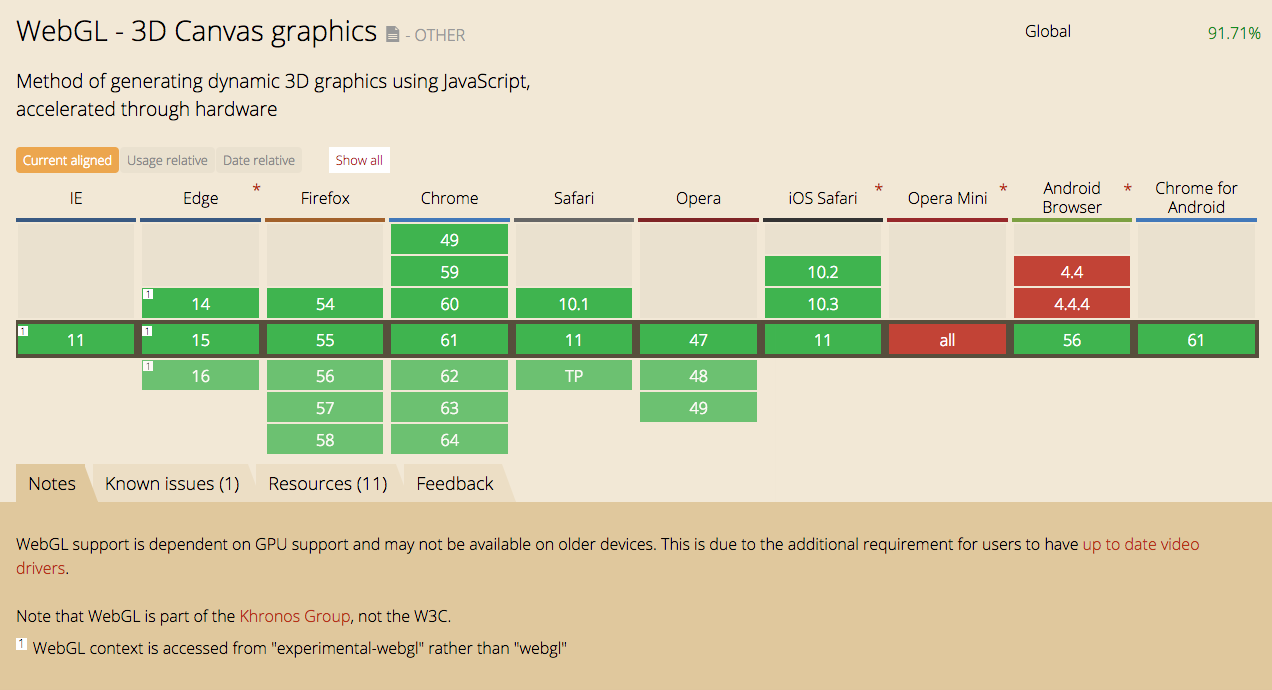 WebGL - 3D Canvas graphics - OTHER
Global 91.71%
Method of generating dynamic 3D graphics using JavaScript,
accelerated through hardware
Current aligned Usage relative Date relative Show all
IE Edge * Firefox Chrome Safari Opera iOS Safari * Opera Mini * Android Browser * Chrome for Android
49
59 10.2 4.4
1 14 54 60 10.1 10.3 4.4.4
1 11 1 15 55 61 11 47 11 all 56 61
1 16 56 62 TP 48
57 63 49
58 64
Notes Known issues (1) Resources (11) Feedback
WebGL support is dependent on GPU support and may not be available on older devices. This is due to the additional requirement for users to have up to date video
drivers.
Note that WebGL is part of the Khronos Group, not the W3C.
1 WebGL context is accessed from "experimental-webgl" rather than "webgl"